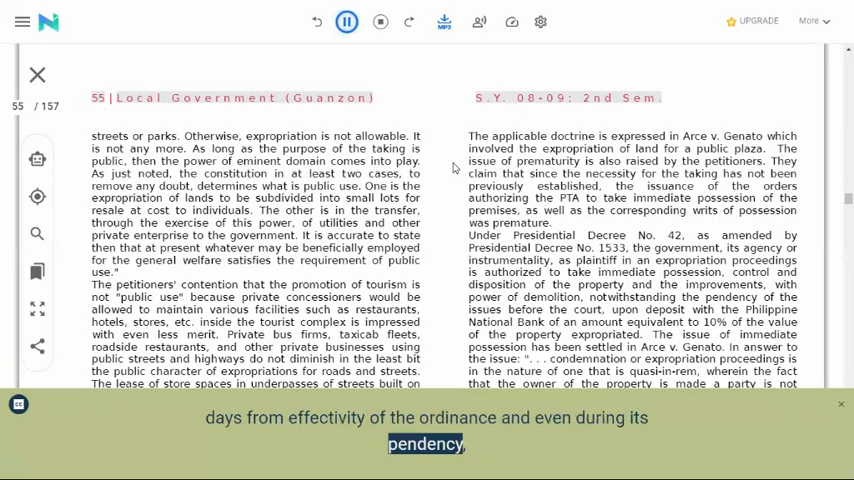 MP3
UPGRADE
More
55 / 157
55|Local Government (Guanzon)
S.Y. 08-09: 2nd Sem.
streets or parks. Otherwise, expropriation is not allowable. It
is not any more. As long as the purpose of the taking is
public, then the power of eminent domain comes into play.
As just noted, the constitution in at least two cases, to
remove any doubt, determines what is public use. One is the
expropriation of lands to be subdivided into small lots for
resale at cost to individuals. The other is in the transfer,
through the exercise of this power, of utilities and other
private enterprise to the government. It is accurate to state
then that at present whatever may be beneficially employed
for the general welfare satisfies the requirement of public
use."
The petitioners' contention that the promotion of tourism is
not "public use" because private concessioners would be
allowed to maintain various facilities such as restaurants,
hotels, stores, etc. inside the tourist complex is impressed
with even less merit. Private bus firms, taxicab fleets,
roadside restaurants, and other private businesses using
public streets and highways do not diminish in the least bit
the public character of expropriations for roads and streets.
The lease of store spaces in underpasses of streets built on
The applicable doctrine is expressed in Arce v. Genato which
involved the expropriation of land for a public plaza. The
issue of prematurity is also raised by the petitioners. They
claim that since the necessity for the taking has not been
previously established, the issuance of the orders
authorizing the PTA to take immediate possession of the
premises, as well as the corresponding writs of possession
was premature.
Under Presidential Decree No. 42, as amended by
Presidential Decree No. 1533, the government, its agency or
instrumentality, as plaintiff in an expropriation proceedings
is authorized to take immediate possession, control and
disposition of the property and the improvements, with
power of demolition, notwithstanding the pendency of the
issues before the court, upon deposit with the Philippine
National Bank of an amount equivalent to 10% of the value
of the property expropriated. The issue of immediate
possession has been settled in Arce v. Genato. In answer to
the issue: ". . . condemnation or expropriation proceedings is
in the nature of one that is quasi-in-rem, wherein the fact
that the owner of the property is made a party is not
days from effectivity of the ordinance and even during its
pendency,